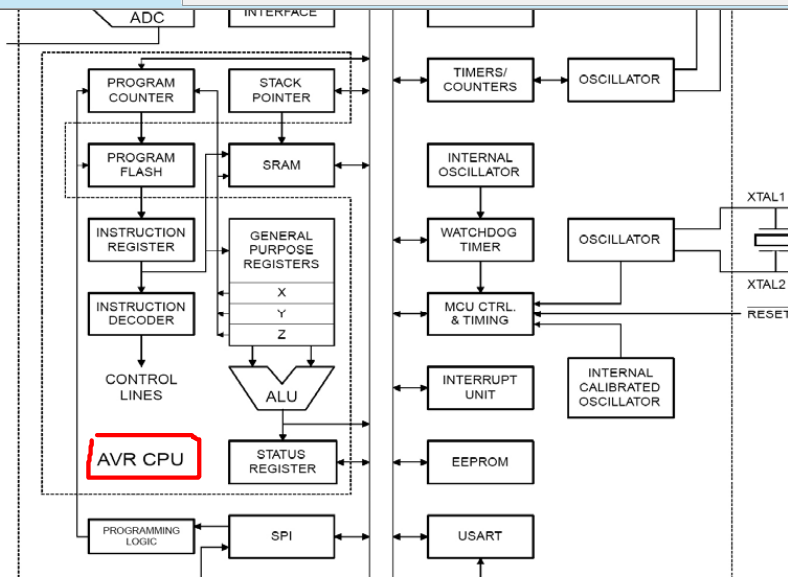 ADC
INTERFACE
PROGRAM
COUNTER
STACK
POINTER
TIMERS/
COUNTERS
OSCILLATOR
PROGRAM
FLASH
SRAM
INTERNAL
OSCILLATOR
XTAL1
INSTRUCTION
REGISTER
GENERAL
PURPOSE
REGISTERS
X
Y
Z
WATCHDOG
TIMER
OSCILLATOR
XTAL2
INSTRUCTION
DECODER
MCU CTRL.
& TIMING
RESET
CONTROL
LINES
ALU
INTERRUPT
UNIT
INTERNAL
CALIBRATED
OSCILLATOR
AVR CPU
STATUS
REGISTER
EEPROM
PROGRAMMING
LOGIC
SPI
USART